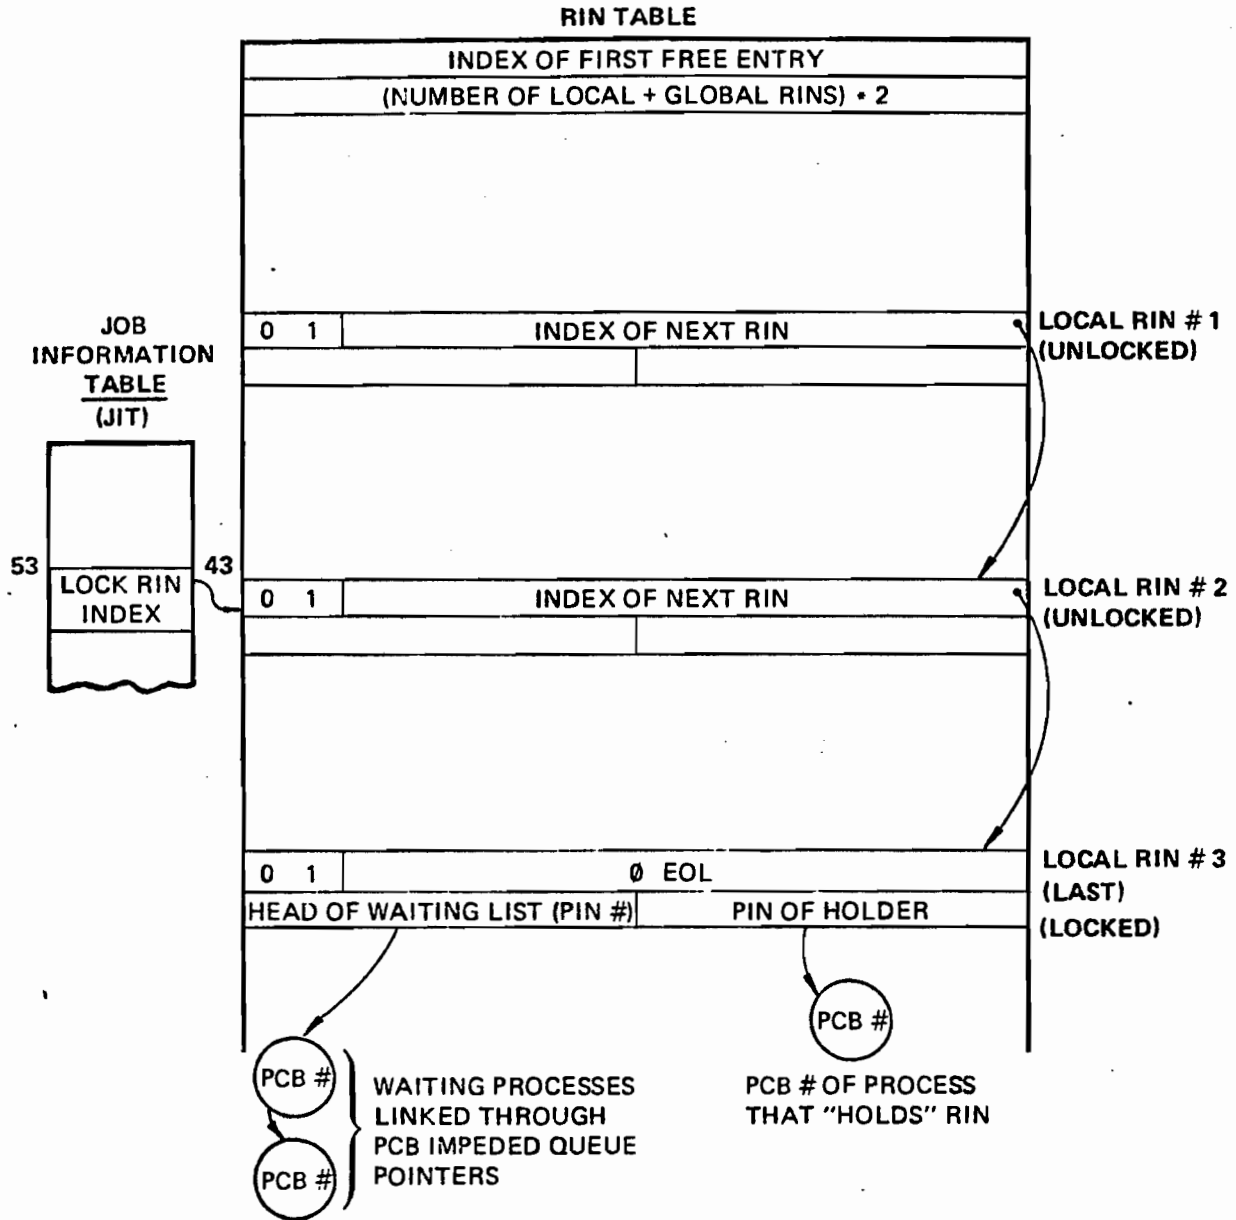 RIN TABLE
INDEX OF FIRST FREE ENTRY
(NUMBER OF LOCAL + GLOBAL RINS) * 2
JOB
INFORMATION
TABLE
(JIT)
0 1 INDEX OF NEXT RIN
LOCAL RIN # 1
(UNLOCKED)
53
LOCK RIN
INDEX
43
0 1 INDEX OF NEXT RIN
LOCAL RIN # 2
(UNLOCKED)
0 1 Ø EOL
LOCAL RIN # 3
(LAST)
(LOCKED)
HEAD OF WAITING LIST (PIN #)
PIN OF HOLDER
PCB #
PCB #
PCB #
WAITING PROCESSES
LINKED THROUGH
PCB IMPEDED QUEUE
POINTERS
PCB # OF PROCESS
THAT "HOLDS" RIN